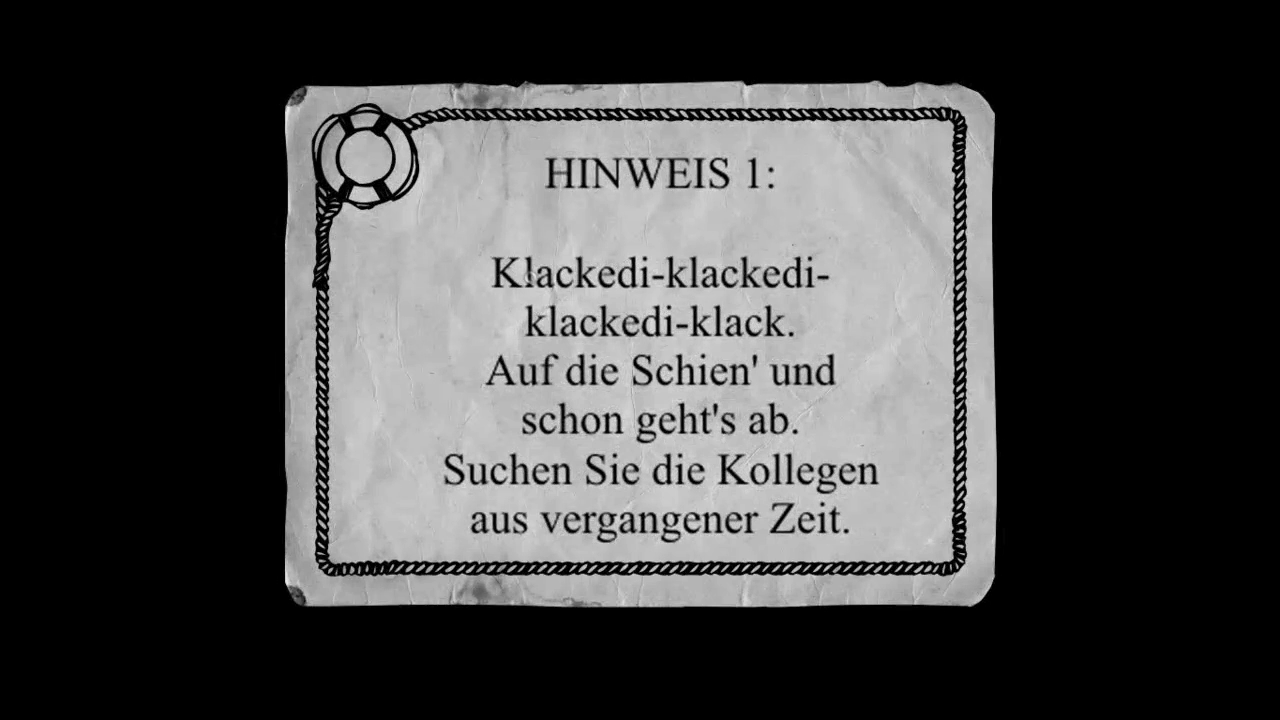 HINWEIS 1:
Klackedi-klackedi-
klackedi-klack.
Auf die Schien' und
schon geht's ab.
Suchen Sie die Kollegen
aus vergangener Zeit.